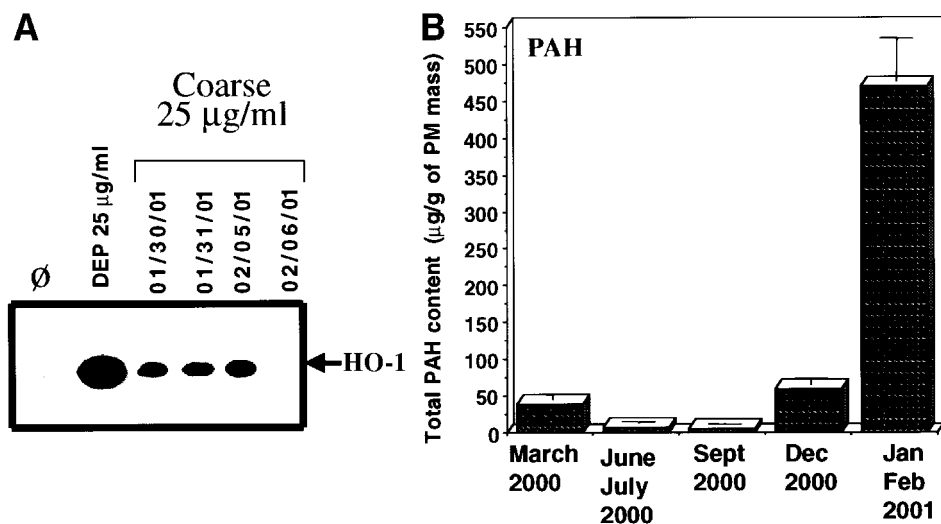 A
Coarse
25 µg/ml
Ø
DEP 25 µg/ml
01/30/01
01/31/01
02/05/01
02/06/01
HO-1
B
PAH
Total PAH content (µg/g of PM mass)
550
500
450
400
350
300
250
200
150
100
50
0
March
2000
June
July
2000
Sept
2000
Dec
2000
Jan
Feb
2001